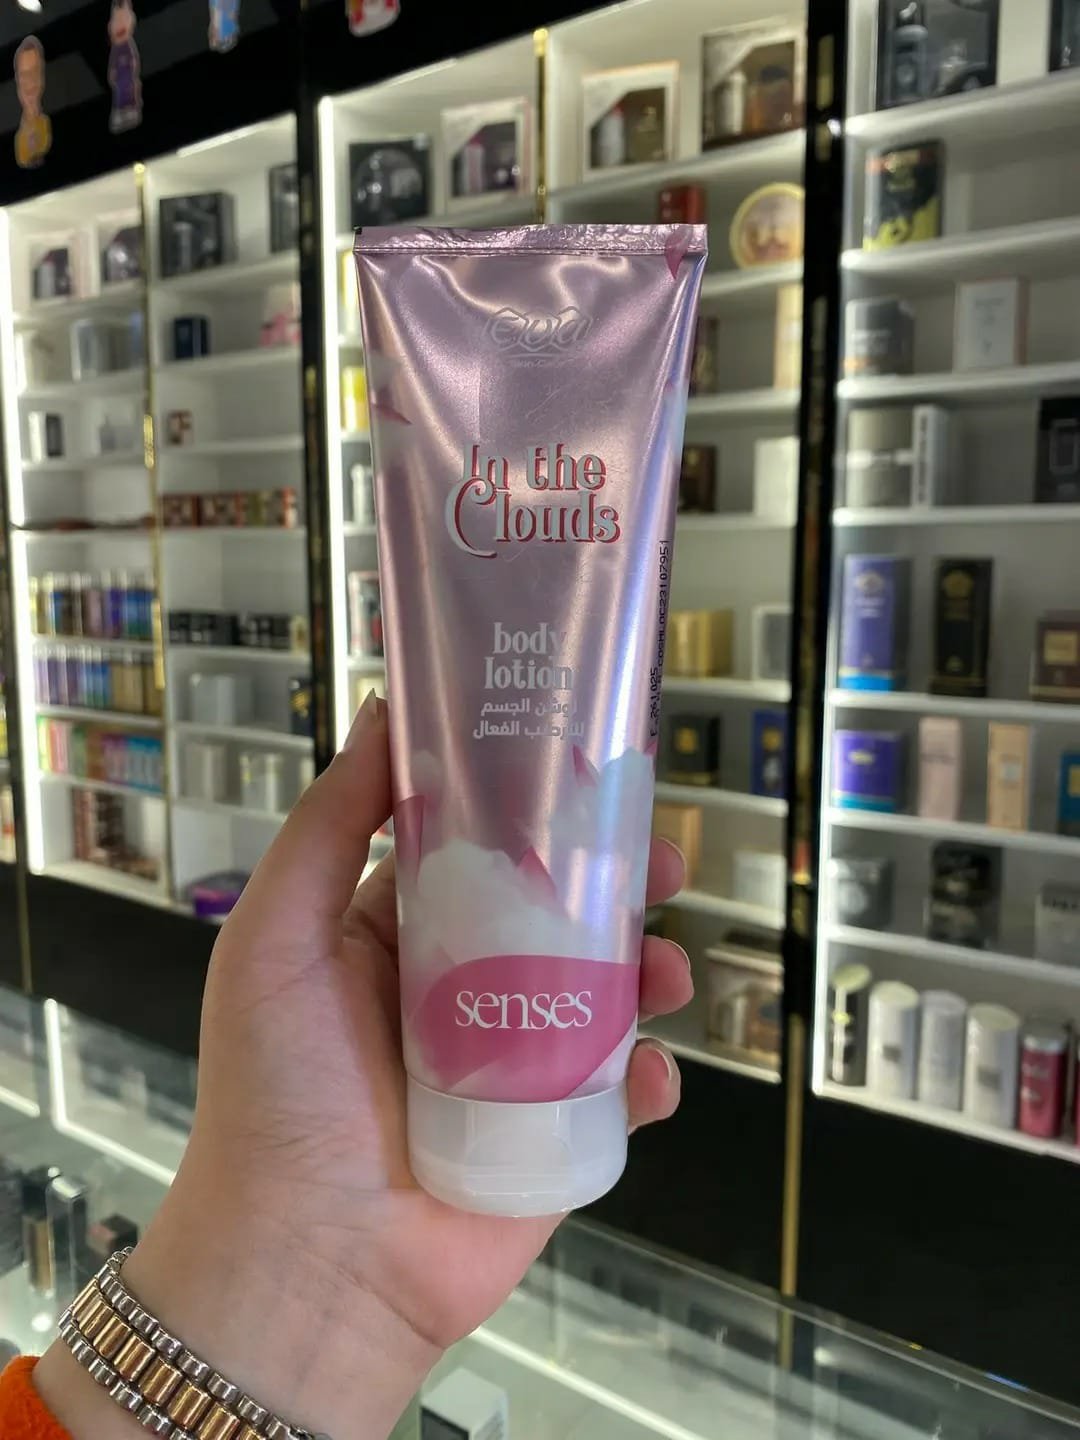 eva
In the
Clouds
body
lotion
لوشن الجسم
للترطيب الفعال
senses